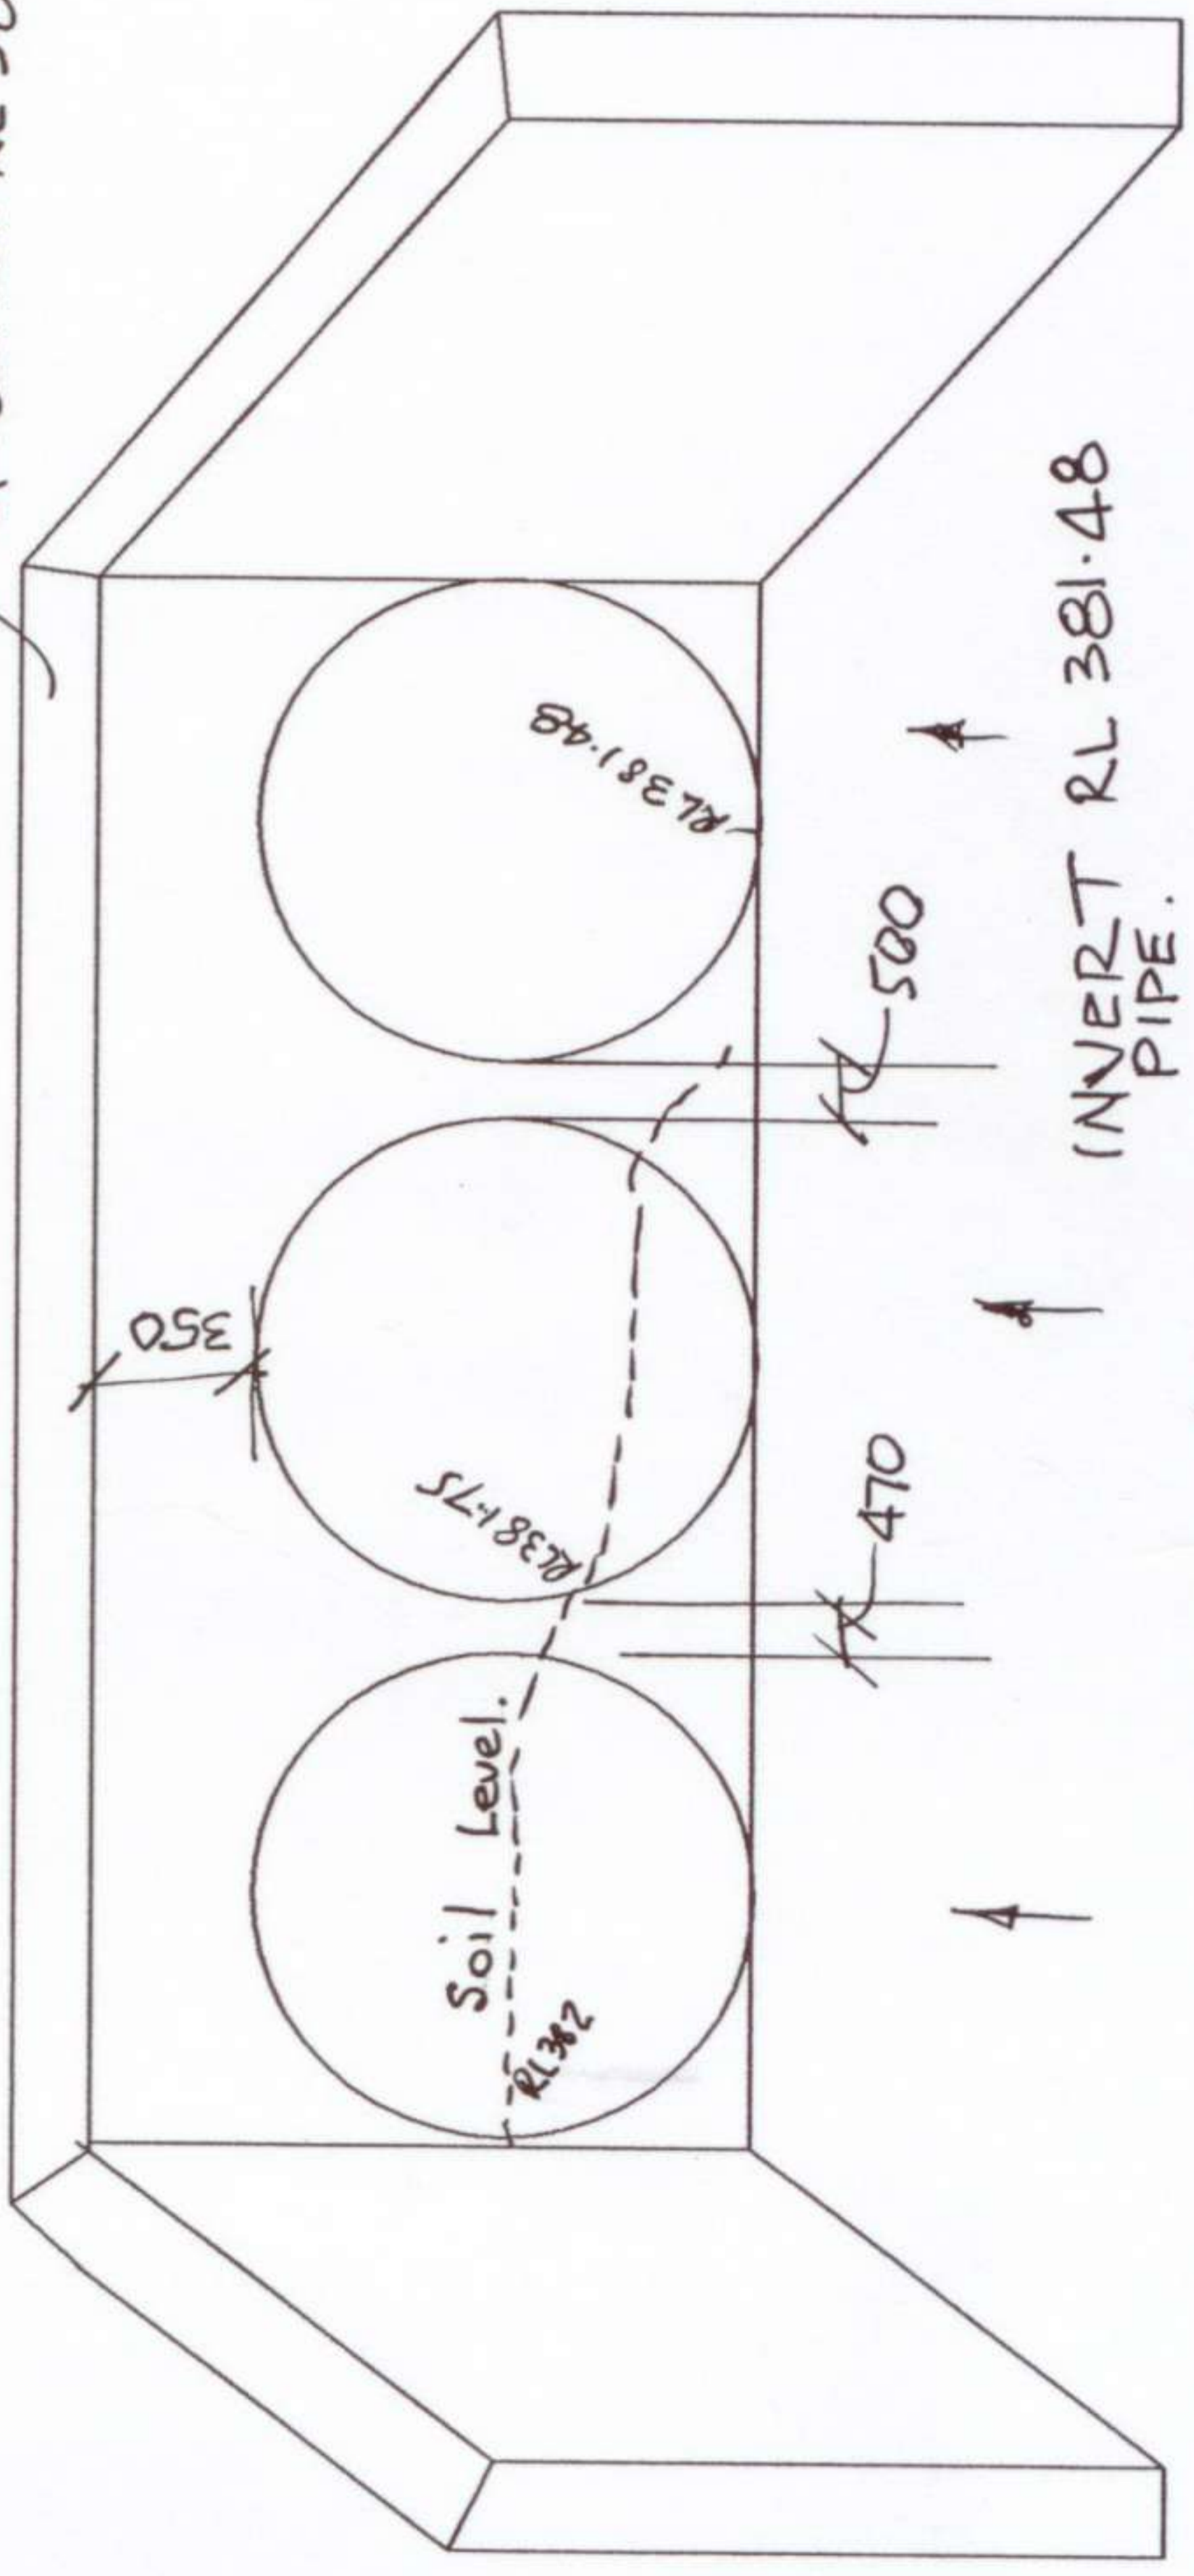 350
Soil Level.
RL382
RL381.75
RL381.48
470
500
INVERT RL 381.48
PIPE.